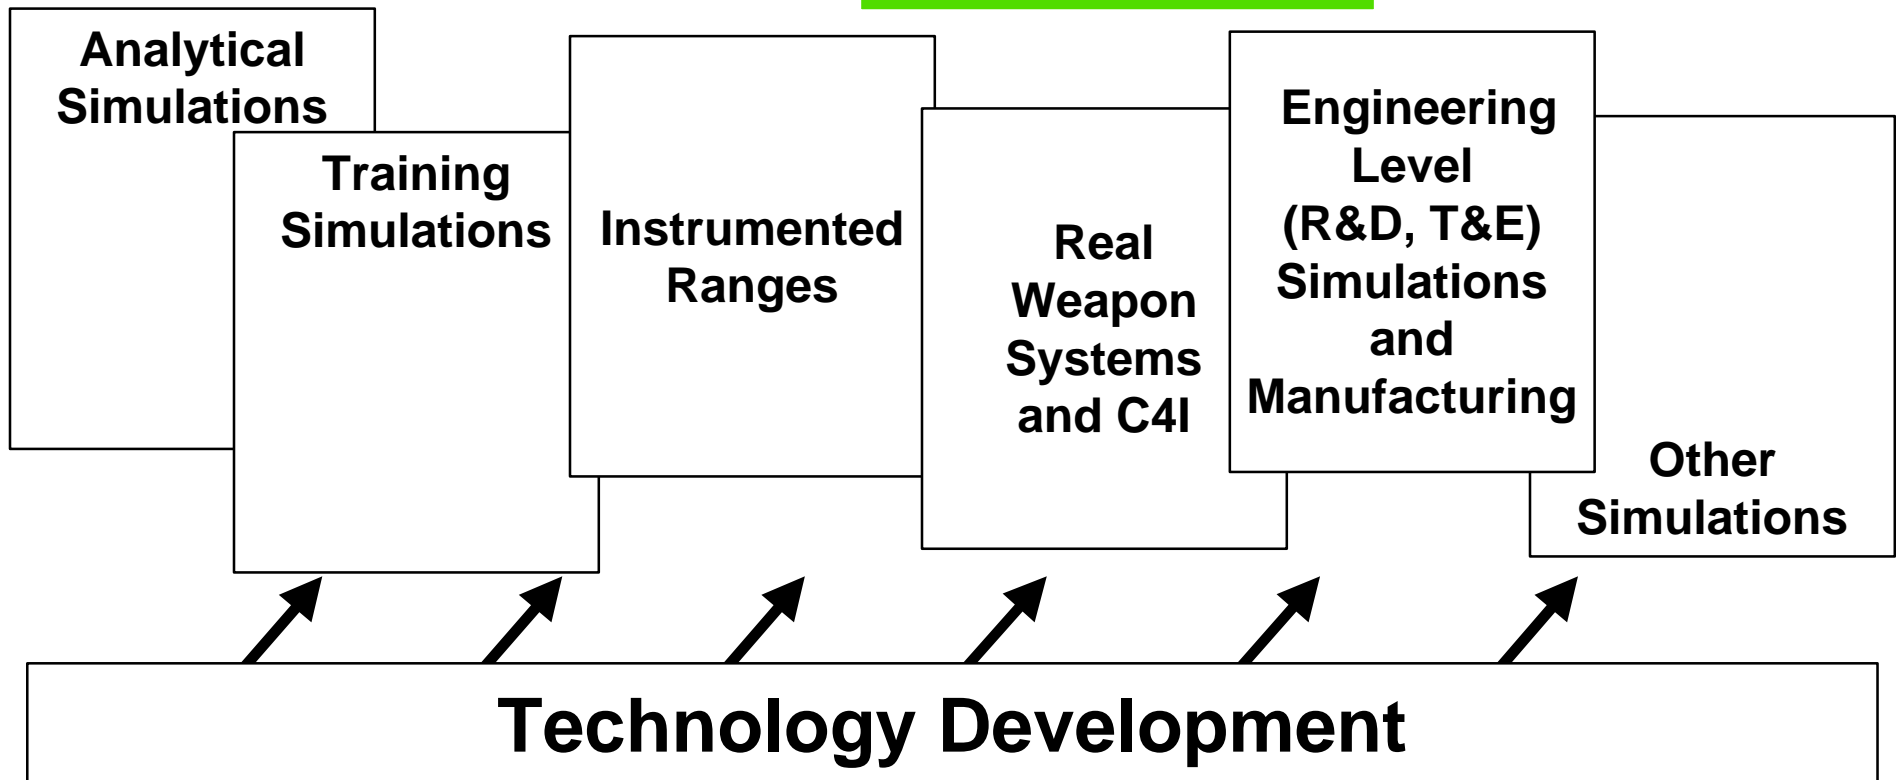 Analytical
Simulations
Training
Simulations
Instrumented
Ranges
Real
Weapon
Systems
and C4I
Engineering
Level
(R&D, T&E)
Simulations
and
Manufacturing
Other
Simulations
Technology Development